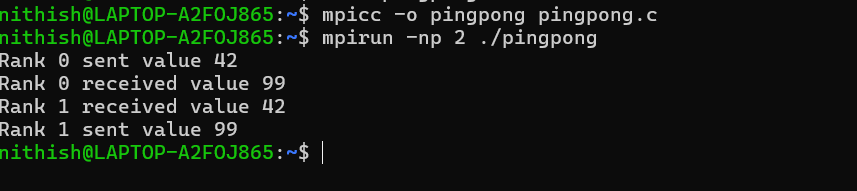 nithish@LAPTOP-A2FOJ865:~$ mpicc -o pingpong pingpong.c
nithish@LAPTOP-A2FOJ865:~$ mpirun -np 2 ./pingpong
Rank 0 sent value 42
Rank 0 received value 99
Rank 1 received value 42
Rank 1 sent value 99
nithish@LAPTOP-A2FOJ865:~$